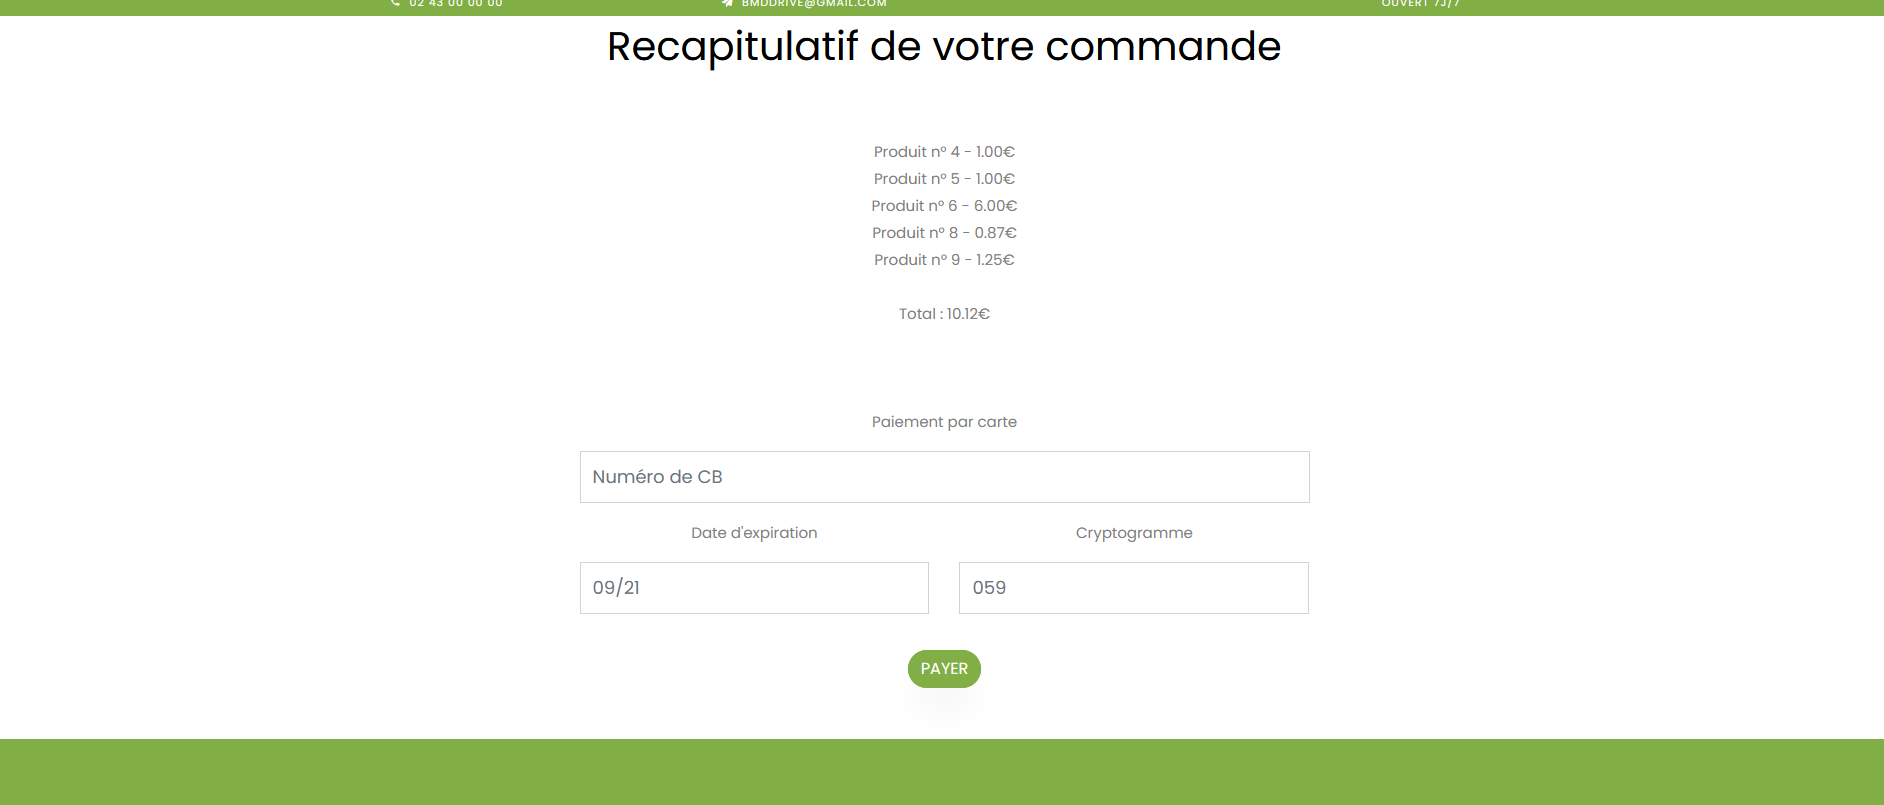 02 43 00 00 00 BMDDRIVE@GMAIL.COM OUVERT 7J/7
Recapitulatif de votre commande
Produit n° 4 - 1.00€
Produit n° 5 - 1.00€
Produit n° 6 - 6.00€
Produit n° 8 - 0.87€
Produit n° 9 - 1.25€
Total : 10.12€
Paiement par carte
Numéro de CB
Date d'expiration Cryptogramme
09/21 059
PAYER